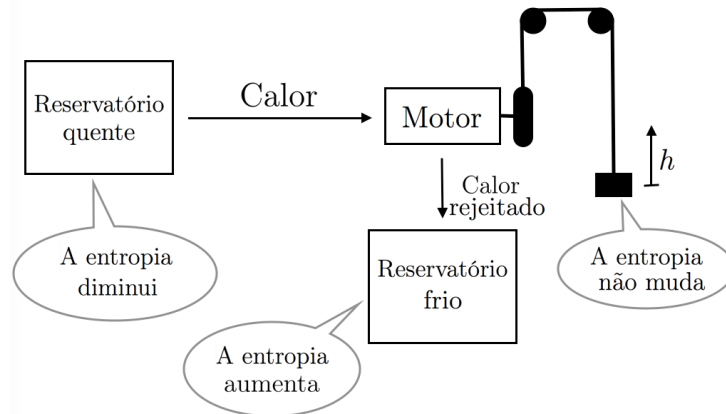 Reservatório
quente
Calor
Motor
h
Calor
rejeitado
A entropia
diminui
Reservatório
frio
A entropia
não muda
A entropia
aumenta